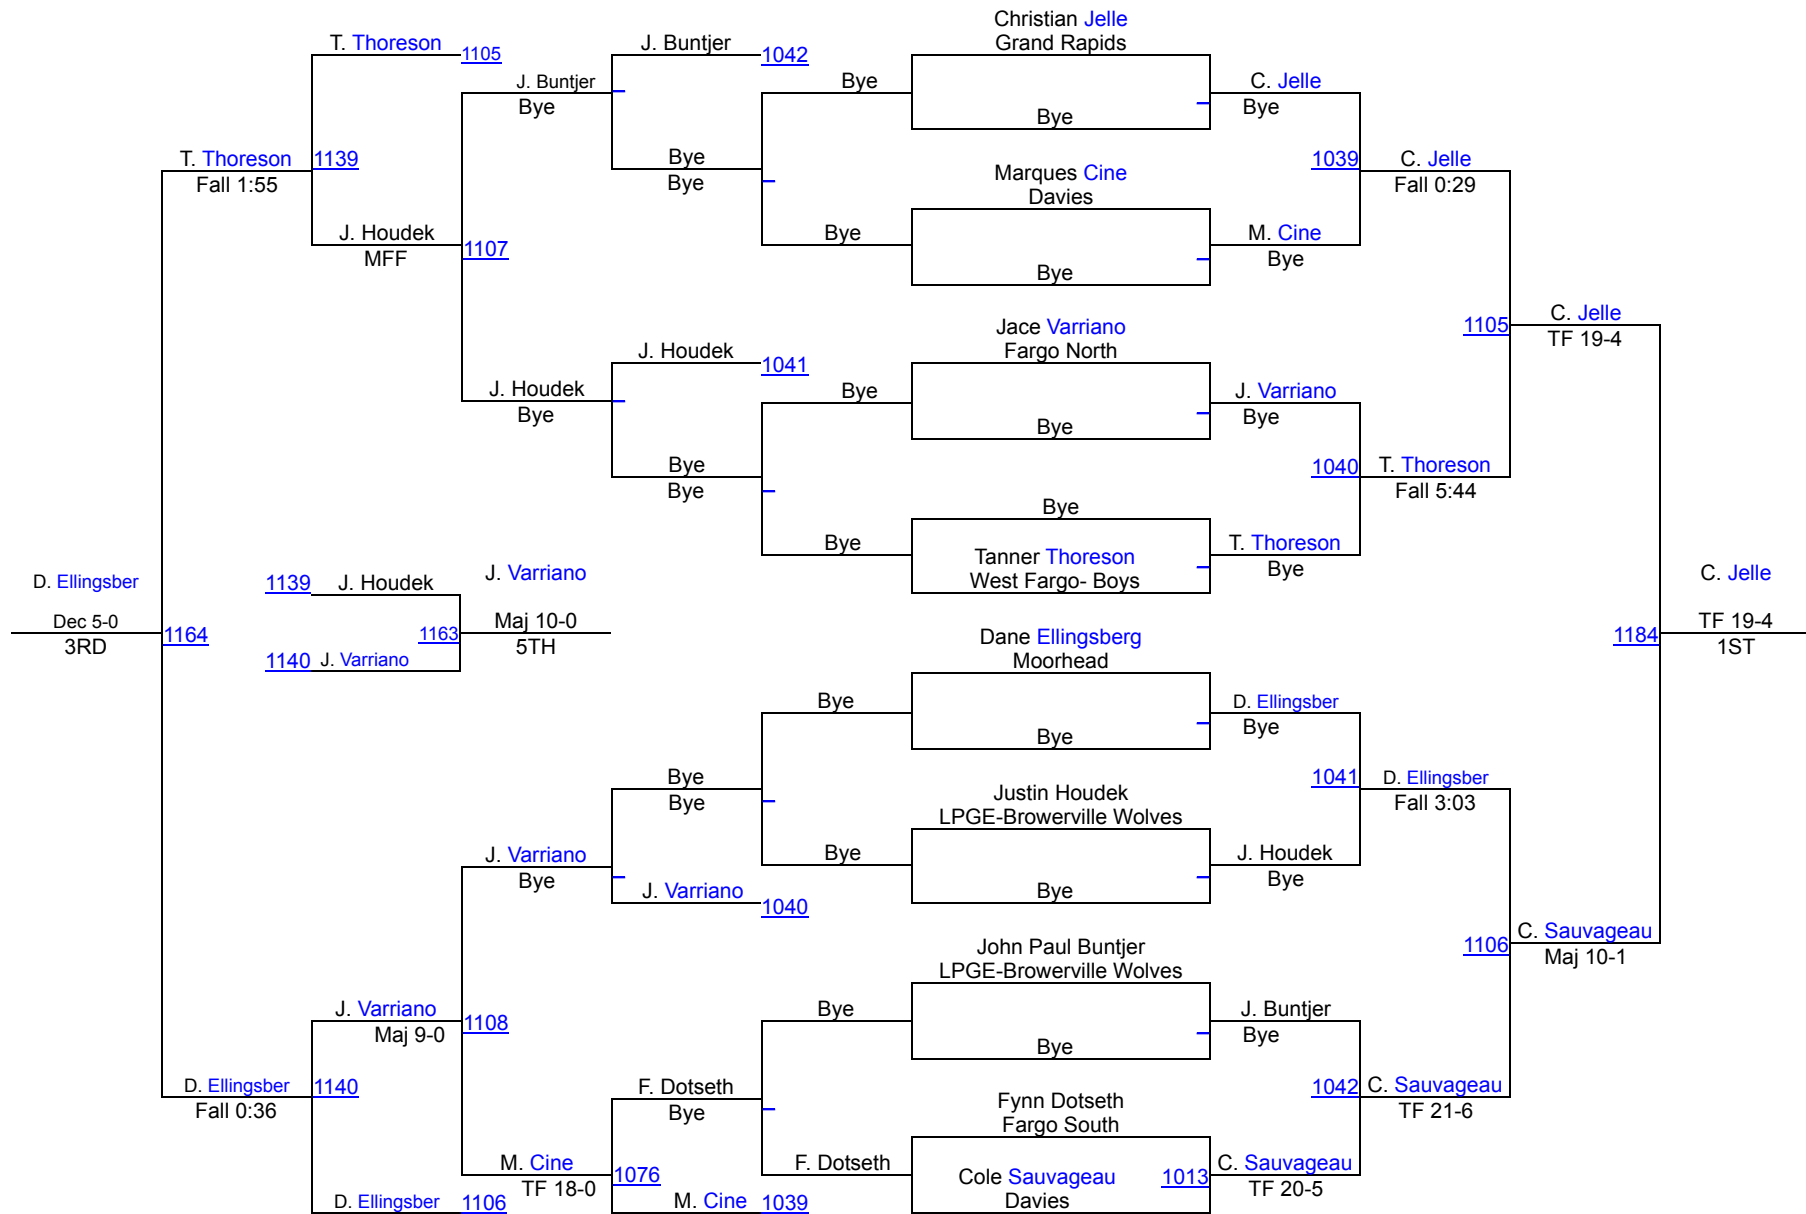 Christian Jelle
Grand Rapids
T. Thoreson
1105
J. Buntjer
1042
J. Buntjer
Bye
Bye
Bye
C. Jelle
Bye
T. Thoreson
Fall 1:55
1139
Bye
Bye
Marques Cine
Davies
1039
C. Jelle
Fall 0:29
J. Houdek
MFF
1107
Bye
Bye
M. Cine
Bye
J. Houdek
1041
Jace Varriano
Fargo North
1105
C. Jelle
TF 19-4
J. Houdek
Bye
Bye
Bye
J. Varriano
Bye
Bye
Bye
1040
T. Thoreson
Fall 5:44
Bye
Bye
Tanner Thoreson
West Fargo- Boys
T. Thoreson
Bye
D. Ellingsber
Dec 5-0
3RD
1164
1139
J. Houdek
1140
J. Varriano
1163
J. Varriano
Maj 10-0
5TH
Dane Ellingsberg
Moorhead
1184
C. Jelle
TF 19-4
1ST
Bye
Bye
D. Ellingsber
Bye
Bye
Bye
Justin Houdek
LPGE-Browerville Wolves
1041
D. Ellingsber
Fall 3:03
J. Varriano
Bye
J. Varriano
1040
Bye
Bye
J. Houdek
Bye
John Paul Buntjer
LPGE-Browerville Wolves
1106
C. Sauvageau
Maj 10-1
J. Varriano
Maj 9-0
1108
Bye
Bye
J. Buntjer
Bye
D. Ellingsber
Fall 0:36
1140
F. Dotseth
Bye
Fynn Dotseth
Fargo South
1042
C. Sauvageau
TF 21-6
M. Cine
TF 18-0
1076
F. Dotseth
Cole Sauvageau
Davies
1013
C. Sauvageau
TF 20-5
D. Ellingsber
1106
M. Cine
1039